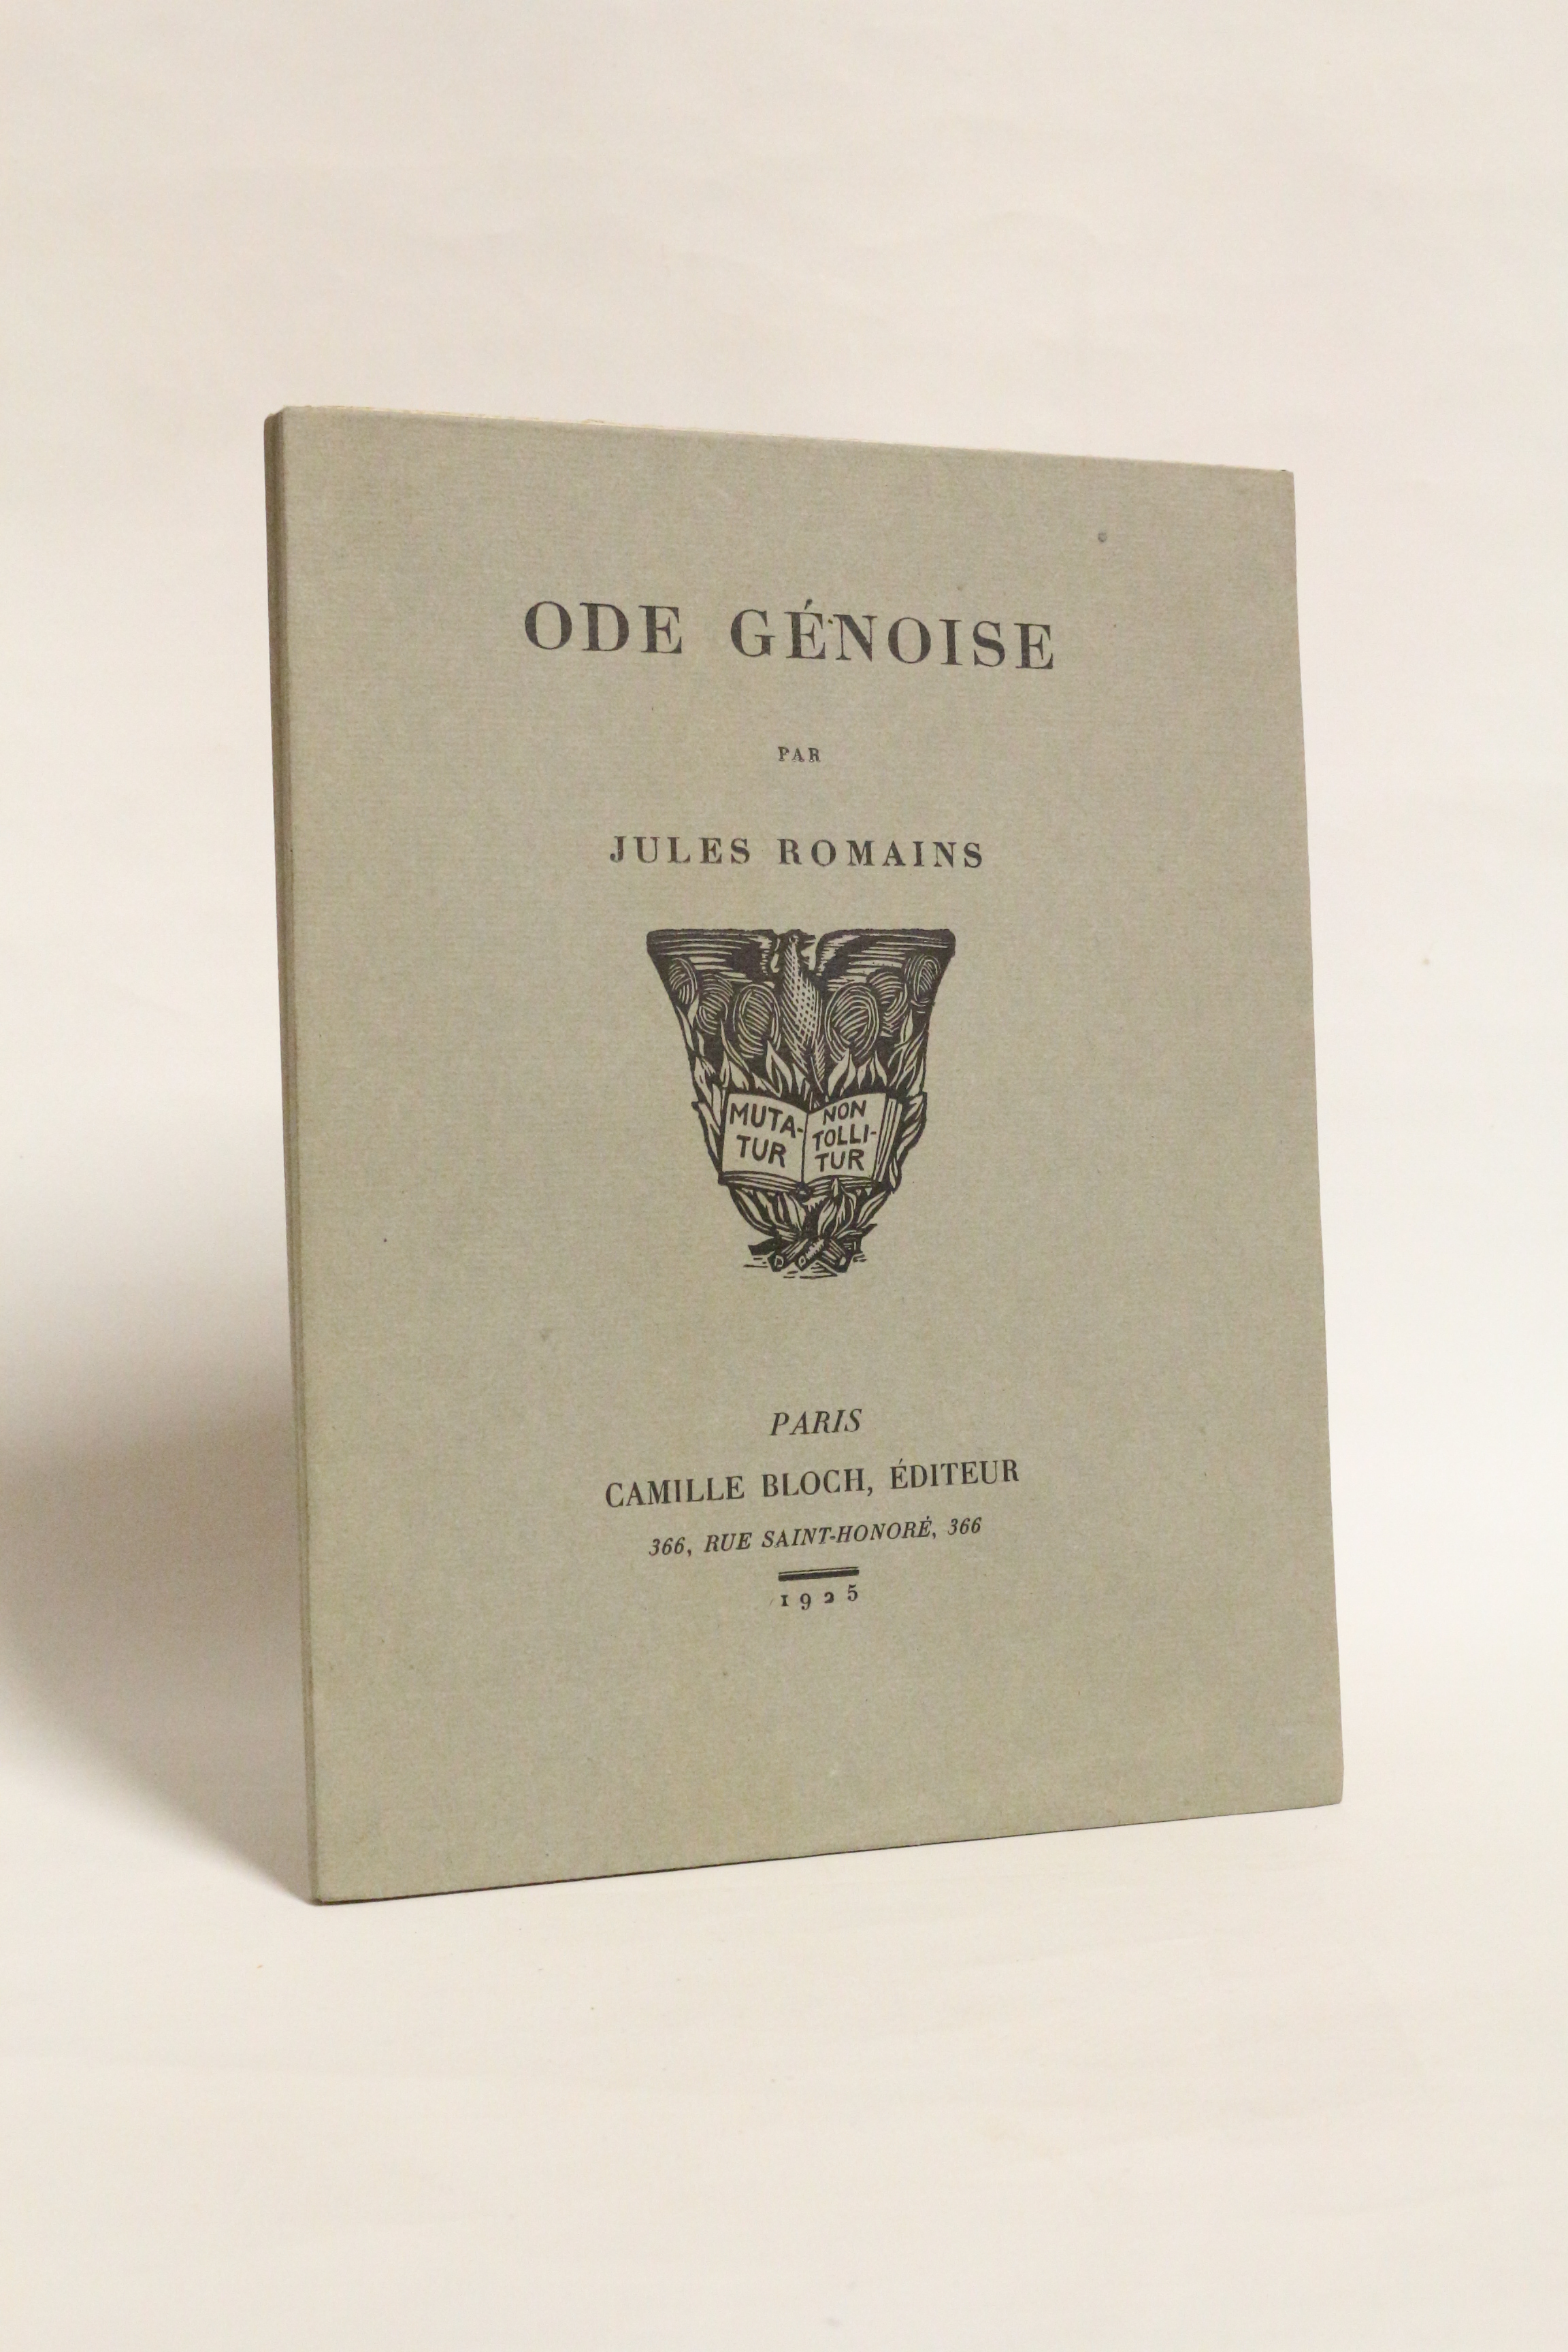 ODE GÉNOISE
PAR
JULES ROMAINS
MUTA-
TUR
NON
TOLLI-
TUR
PARIS
CAMILLE BLOCH, ÉDITEUR
366, RUE SAINT-HONORÉ, 366
1925